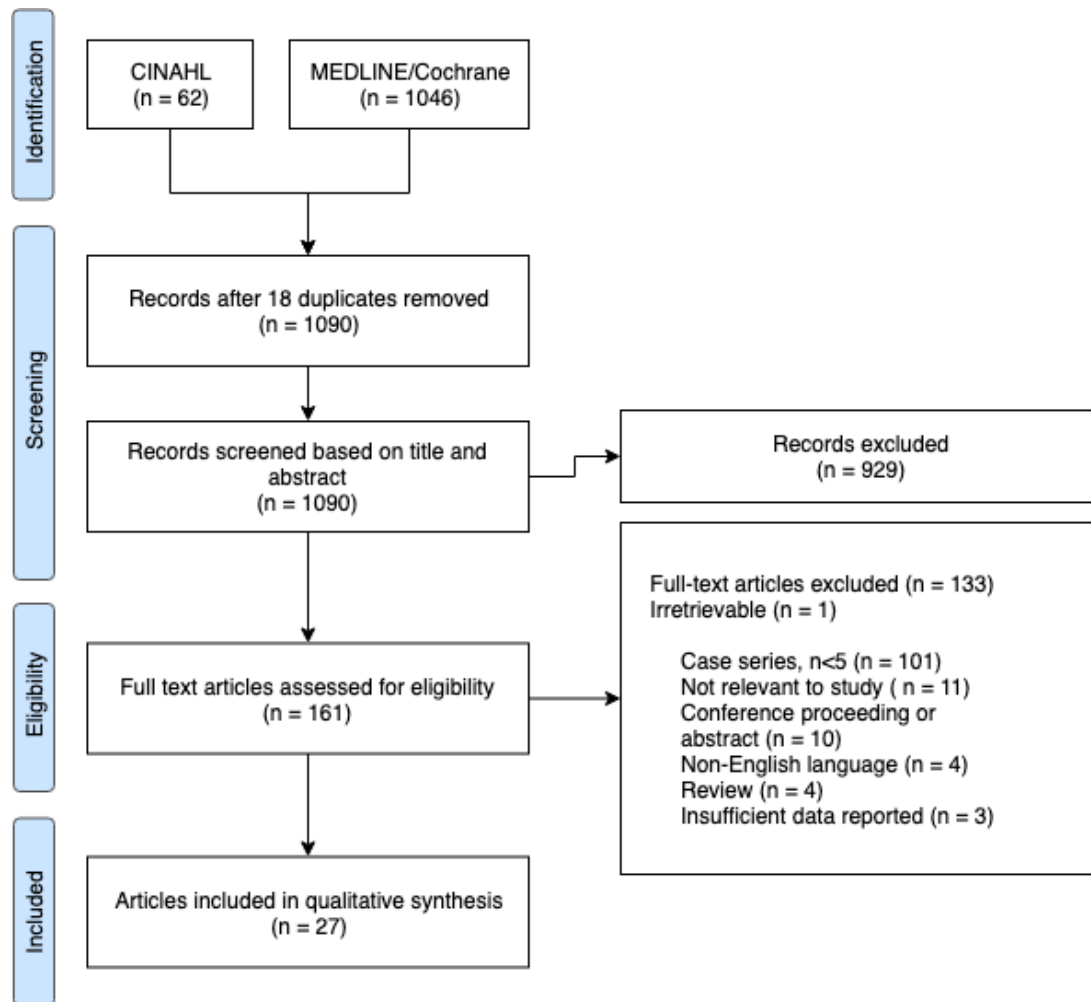 Identification
CINAHL
(n = 62)
MEDLINE/Cochrane
(n = 1046)
Screening
Records after 18 duplicates removed
(n = 1090)
Records screened based on title and
abstract
(n = 1090)
Records excluded
(n = 929)
Eligibility
Full text articles assessed for eligibility
(n = 161)
Full-text articles excluded (n = 133)
Irretrievable (n = 1)
Case series, n<5 (n = 101)
Not relevant to study ( n = 11)
Conference proceeding or
abstract (n = 10)
Non-English language (n = 4)
Review (n = 4)
Insufficient data reported (n = 3)
Included
Articles included in qualitative synthesis
(n = 27)